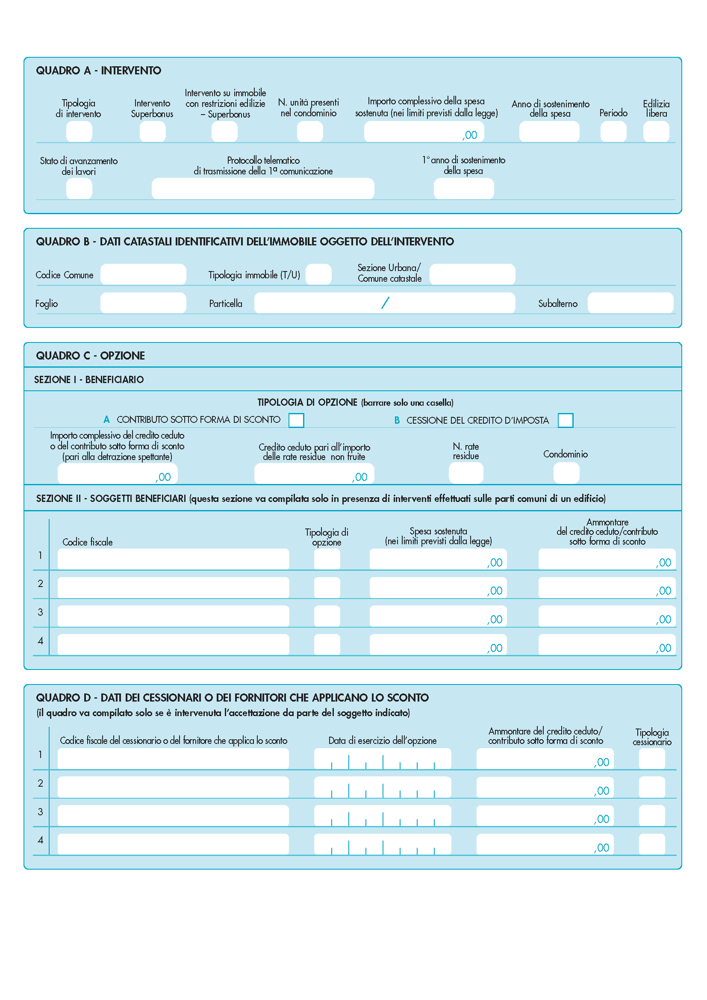 QUADRO A - INTERVENTO
Tipologia
di intervento
Intervento
Superbonus
Intervento su immobile
con restrizioni edilizie
– Superbonus
N. unità presenti
nel condominio
Importo complessivo della spesa
sostenuta (nei limiti previsti dalla legge)
,00
Anno di sostenimento
della spesa
Periodo
Edilizia
libera
Stato di avanzamento
dei lavori
Protocollo telematico
di trasmissione della 1ª comunicazione
1° anno di sostenimento
della spesa
QUADRO B - DATI CATASTALI IDENTIFICATIVI DELL’IMMOBILE OGGETTO DELL’INTERVENTO
Codice Comune
Tipologia immobile (T/U)
Sezione Urbana/
Comune catastale
Foglio
Particella
/
Subalterno
QUADRO C - OPZIONE
SEZIONE I - BENEFICIARIO
TIPOLOGIA DI OPZIONE (barrare solo una casella)
A CONTRIBUTO SOTTO FORMA DI SCONTO
B CESSIONE DEL CREDITO D’IMPOSTA
Importo complessivo del credito ceduto
o del contributo sotto forma di sconto
(pari alla detrazione spettante)
,00
Credito ceduto pari all’importo
delle rate residue non fruite
,00
N. rate
residue
Condominio
SEZIONE II - SOGGETTI BENEFICIARI (questa sezione va compilata solo in presenza di interventi effettuati sulle parti comuni di un edificio)
Codice fiscale
Tipologia di
opzione
Spesa sostenuta
(nei limiti previsti dalla legge)
Ammontare
del credito ceduto/contributo
sotto forma di sconto
1 ,00 ,00
2 ,00 ,00
3 ,00 ,00
4 ,00 ,00
QUADRO D - DATI DEI CESSIONARI O DEI FORNITORI CHE APPLICANO LO SCONTO
(il quadro va compilato solo se è intervenuta l’accettazione da parte del soggetto indicato)
Codice fiscale del cessionario o del fornitore che applica lo sconto
Data di esercizio dell’opzione
Ammontare del credito ceduto/
contributo sotto forma di sconto
Tipologia
cessionario
1 ,00
2 ,00
3 ,00
4 ,00